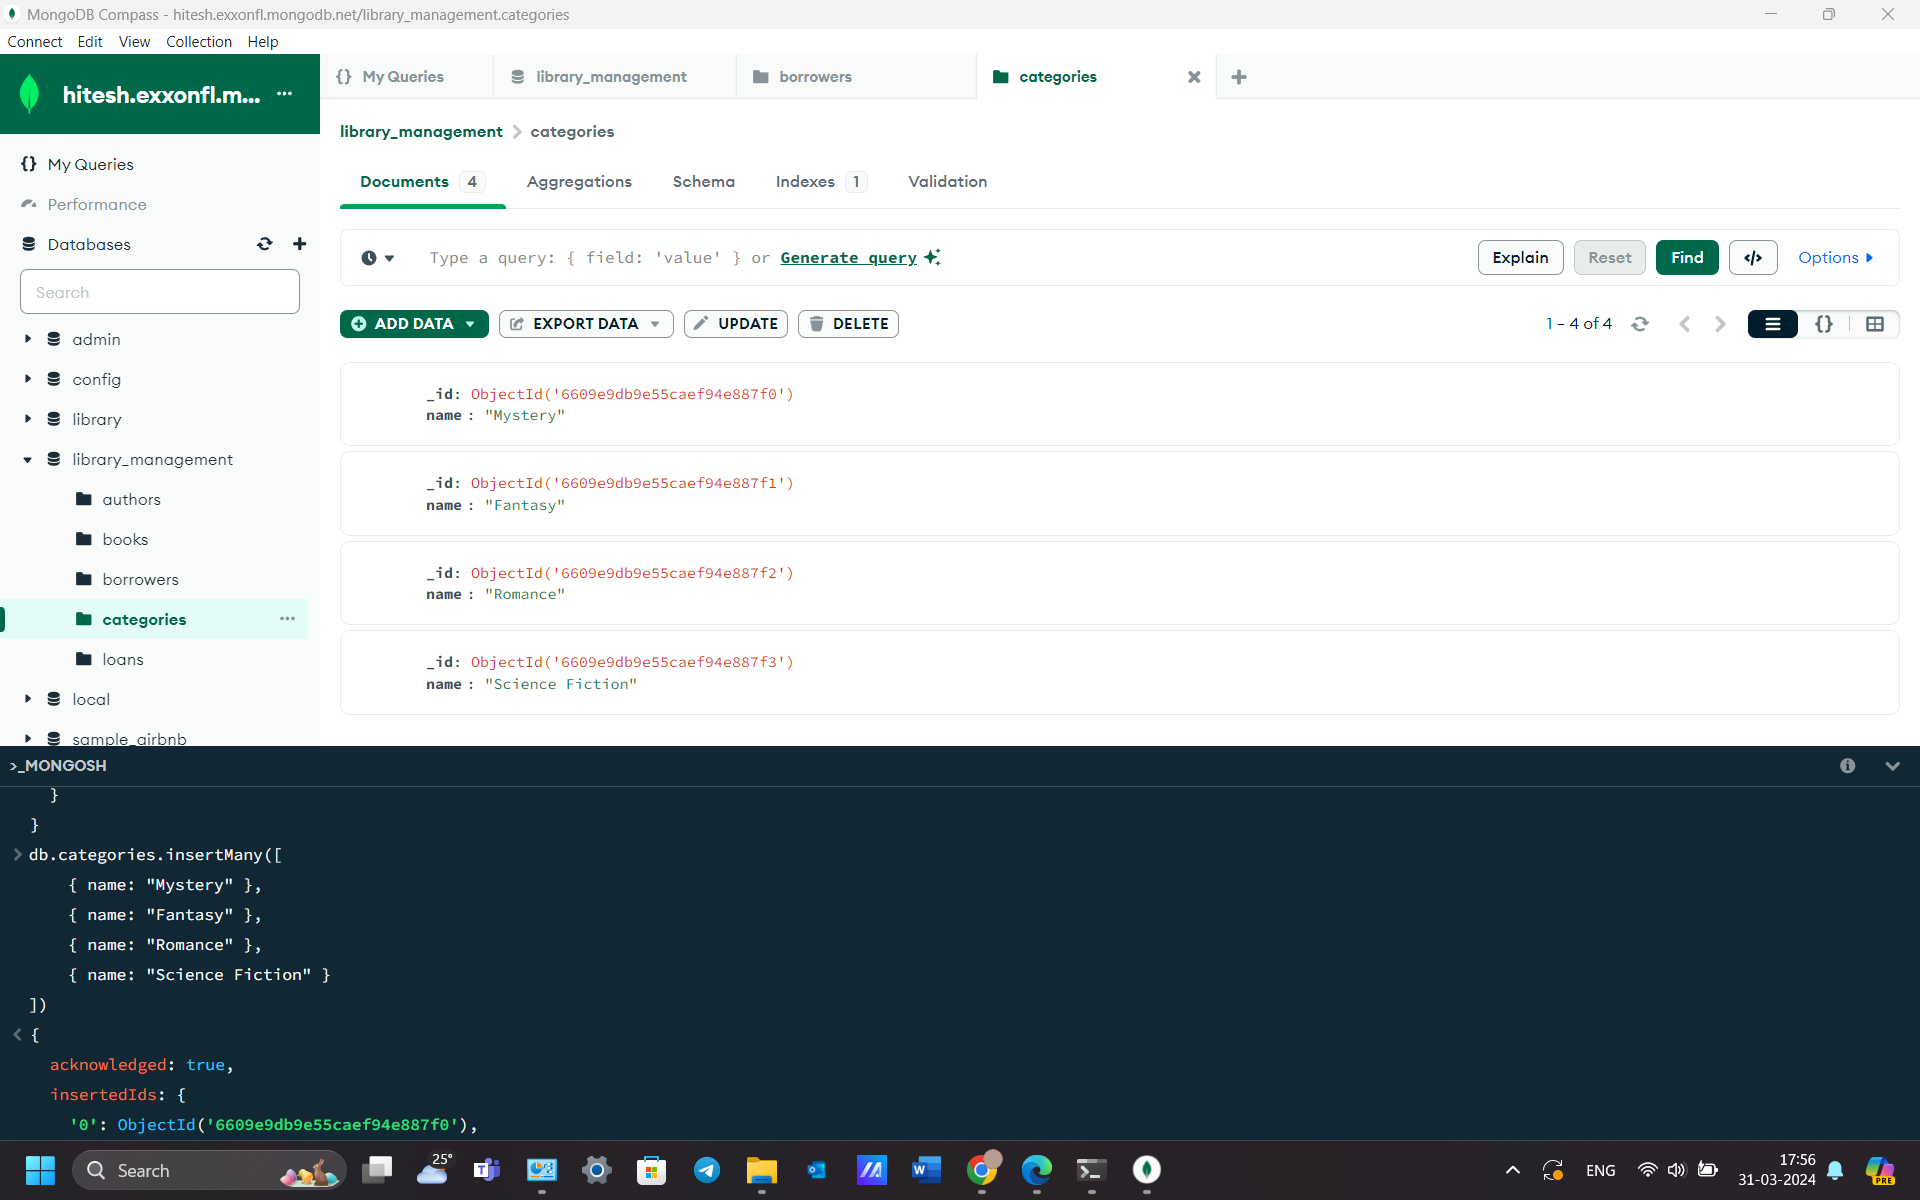 MongoDB Compass - hitesh.exxonfl.mongodb.net/library_management.categories
Connect Edit View Collection Help
hitesh.exxonfl.m... ...
My Queries
Performance
Databases
Search
admin
config
library
library_management
authors
books
borrowers
categories ...
loans
local
sample_airbnb
{} My Queries
library_management
borrowers
categories
library_management > categories
Documents 4
Aggregations
Schema
Indexes 1
Validation
Type a query: { field: 'value' } or Generate query
Explain
Reset
Find
</>
Options
ADD DATA
EXPORT DATA
UPDATE
DELETE
1 – 4 of 4
{}
_id: ObjectId('6609e9db9e55caef94e887f0')
name : "Mystery"
_id: ObjectId('6609e9db9e55caef94e887f1')
name : "Fantasy"
_id: ObjectId('6609e9db9e55caef94e887f2')
name : "Romance"
_id: ObjectId('6609e9db9e55caef94e887f3')
name : "Science Fiction"
>_MONGOSH
}
}
> db.categories.insertMany([
{ name: "Mystery" },
{ name: "Fantasy" },
{ name: "Romance" },
{ name: "Science Fiction" }
])
< {
acknowledged: true,
insertedIds: {
'0': ObjectId('6609e9db9e55caef94e887f0'),
Search
25°
ENG
17:56
31-03-2024
PRE